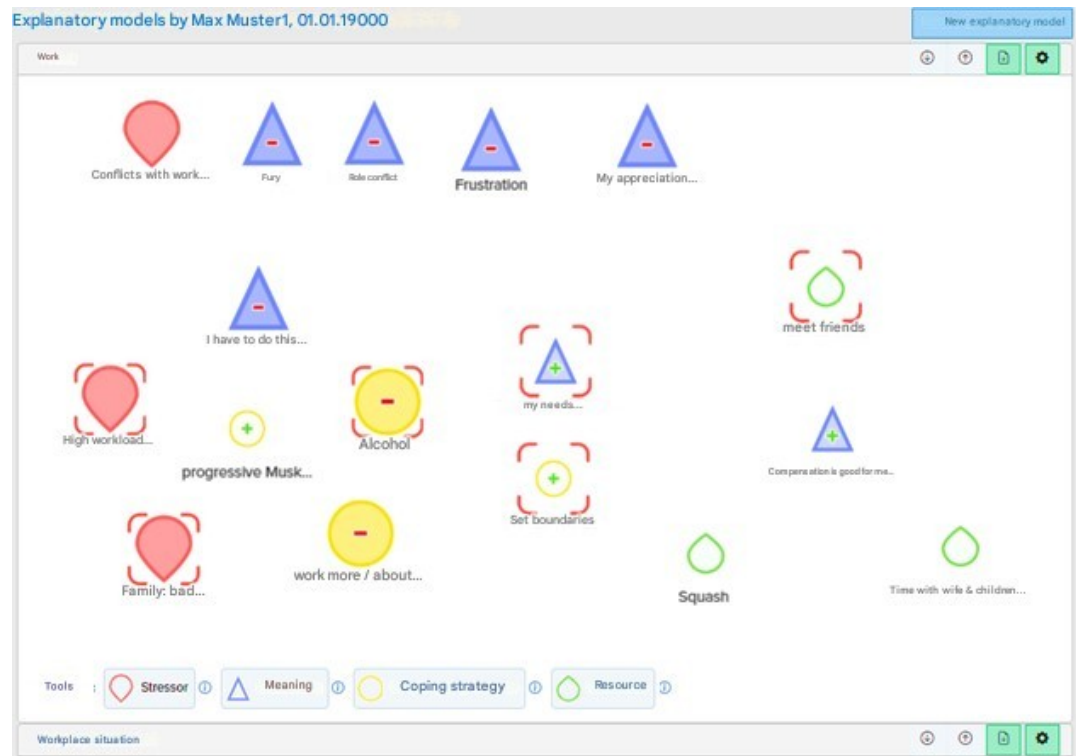 Explanatory models by Max Muster1, 01.01.19000
New explanatory model
Work
Conflicts with work...
Fury
Role conflict
Frustration
My appreciation...
meet friends
I have to do this...
my needs...
High workload...
Alcohol
progressive Musk...
Compensation is good for me...
Set boundaries
Family: bad...
work more / about...
Squash
Time with wife & children...
Tools : Stressor Meaning Coping strategy Resource
Workplace situation